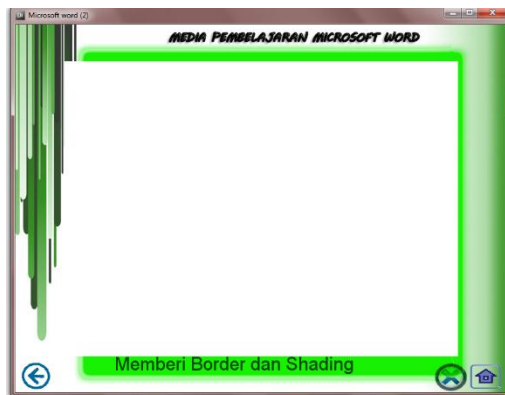 Microsoft word (2)
MEDIA PEMBELAJARAN MICROSOFT WORD
Memberi Border dan Shading